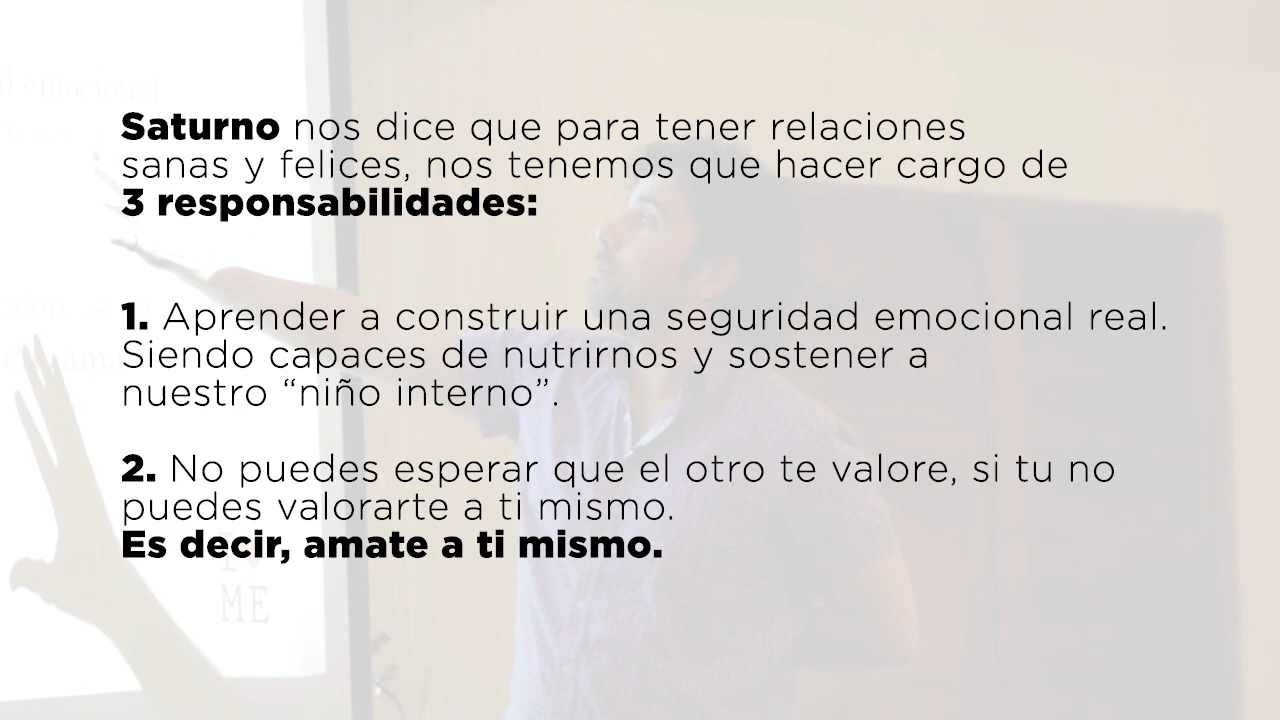 d emocional
Saturno nos dice que para tener relaciones
sanas y felices, nos tenemos que hacer cargo de
3 responsabilidades:
1. Aprender a construir una seguridad emocional real.
Siendo capaces de nutrirnos y sostener a
nuestro “niño interno”.
2. No puedes esperar que el otro te valore, si tu no
puedes valorarte a ti mismo.
Es decir, amate a ti mismo.
I ♥
ME